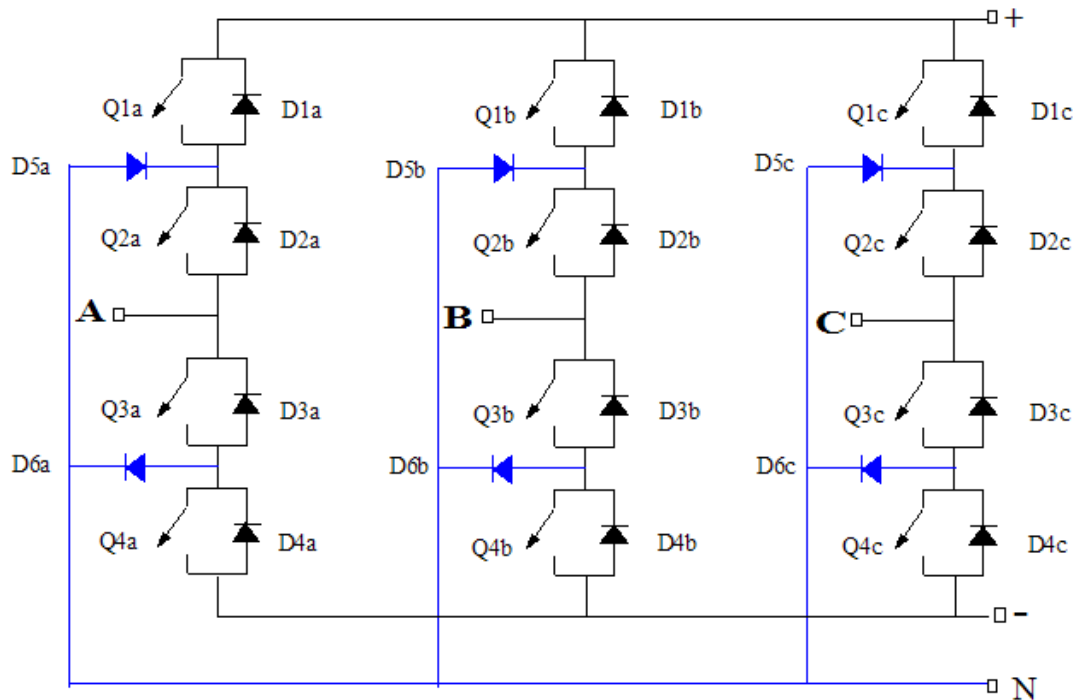 +
Q1a D1a Q1b D1b Q1c D1c
D5a D5b D5c
Q2a D2a Q2b D2b Q2c D2c
A B C
Q3a D3a Q3b D3b Q3c D3c
D6a D6b D6c
Q4a D4a Q4b D4b Q4c D4c
-
N